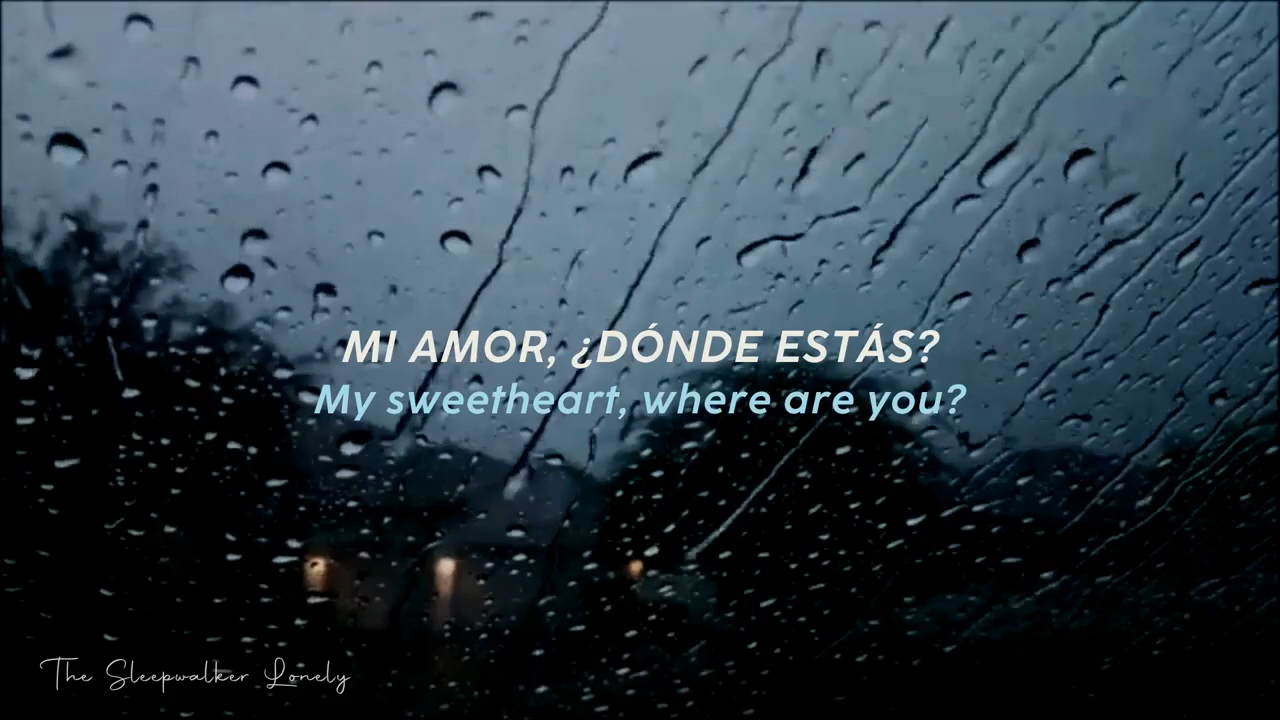 MI AMOR, ¿DÓNDE ESTÁS?
My sweetheart, where are you?
The Sleepwalker Lonely